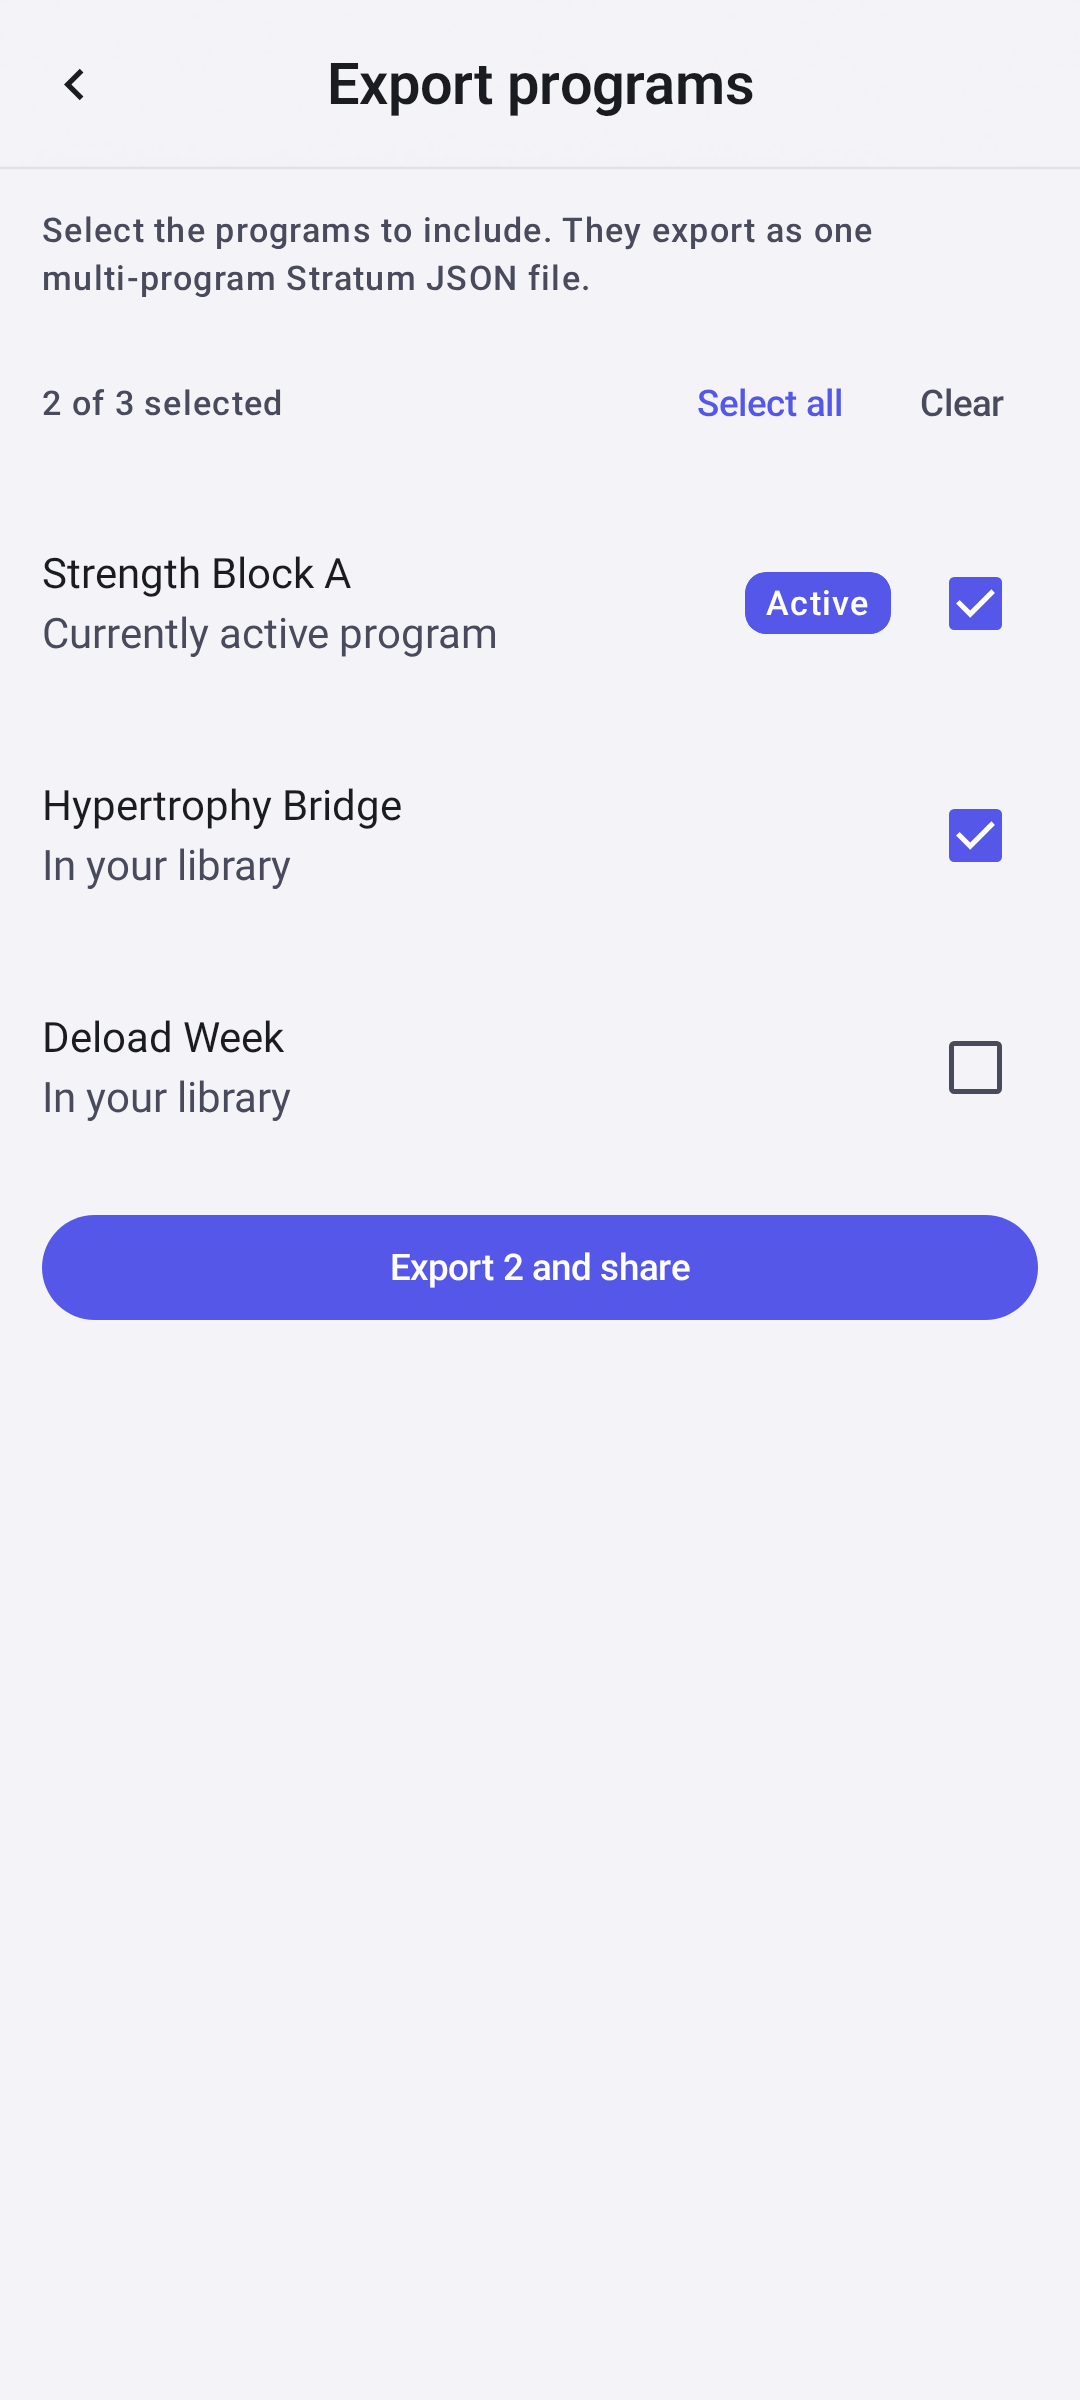 Export programs
Select the programs to include. They export as one
multi-program Stratum JSON file.
2 of 3 selected
Select all
Clear
Strength Block A
Currently active program
Active
Hypertrophy Bridge
In your library
Deload Week
In your library
Export 2 and share